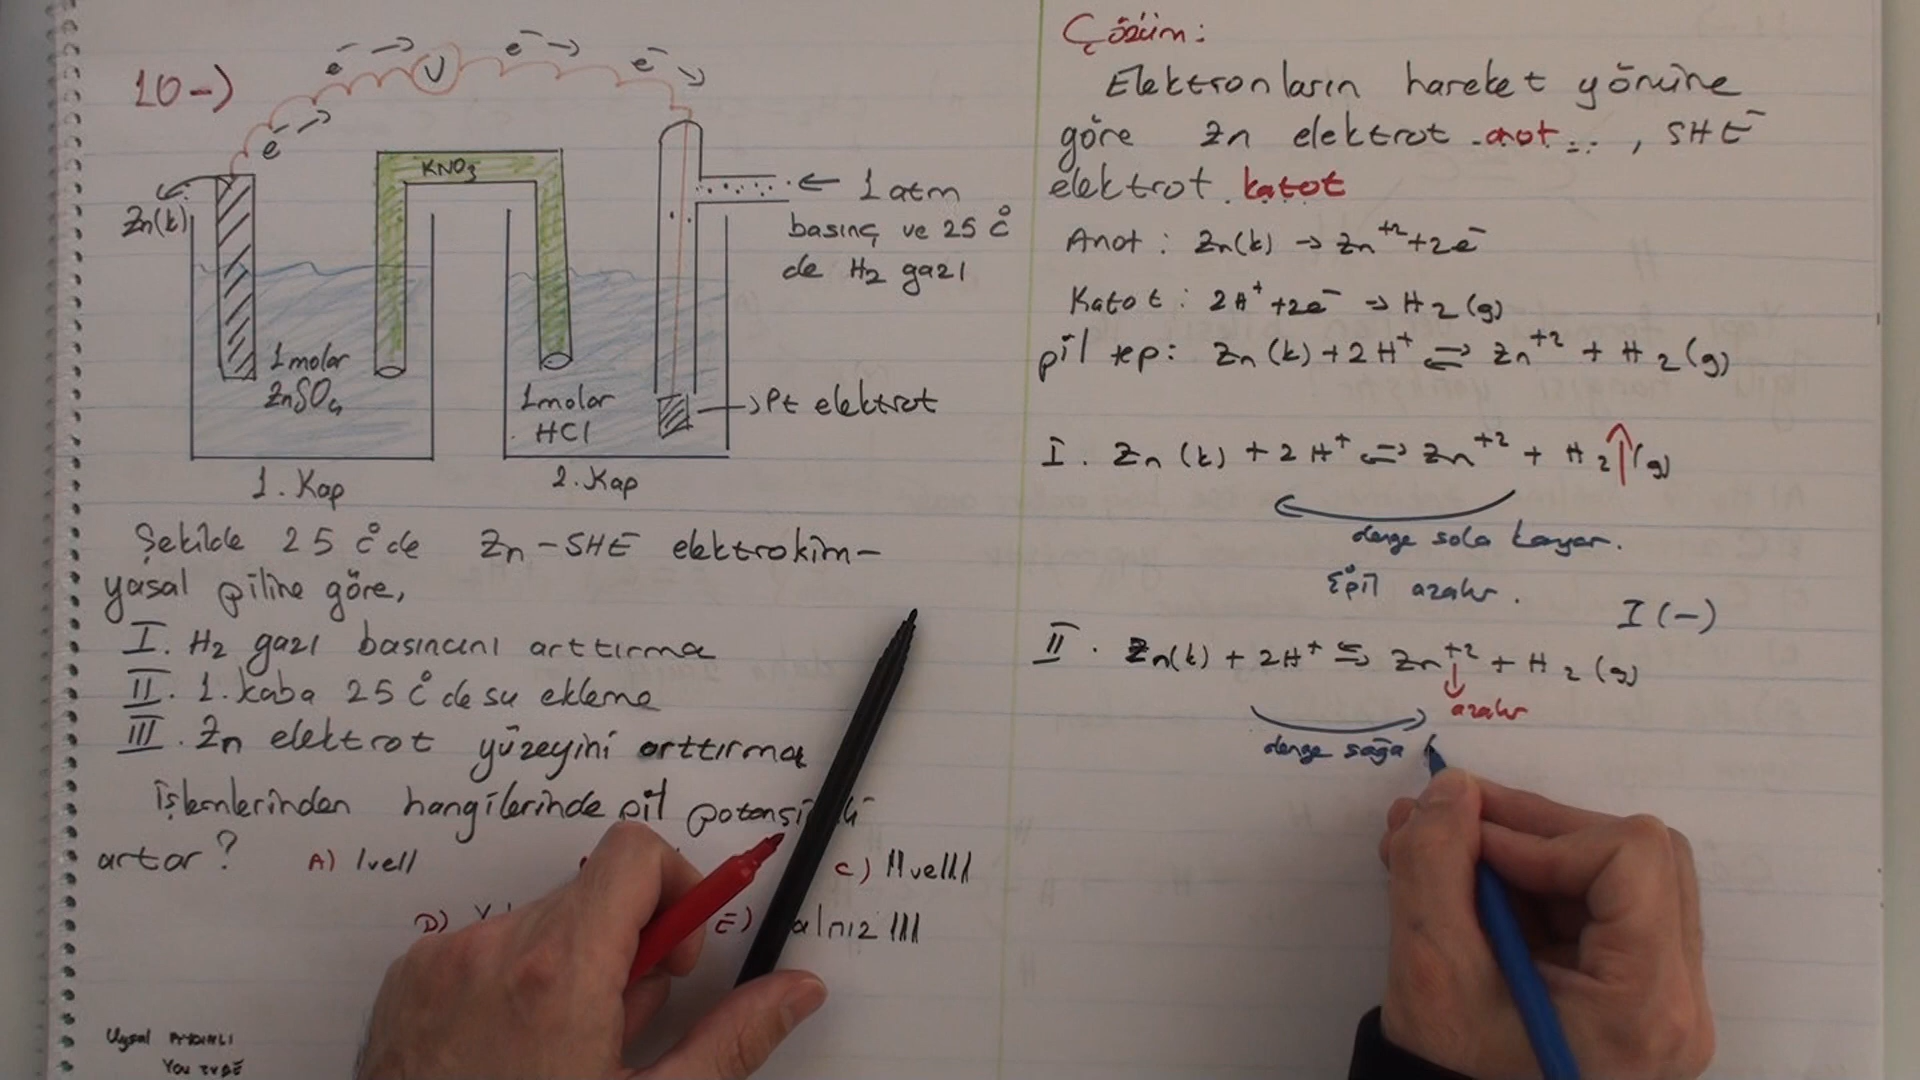 10-)
e⁻ →
e⁻ →
V
e⁻ →
e⁻ →
KNO₃
Zn(k)
← 1 atm
basınç ve 25 °C
de H₂ gazı
1 molar
ZnSO₄
1 molar
HCl
→ Pt elektrot
1. Kap
2. Kap
Şekilde 25 °C de Zn-SHE elektrokim-
yasal piline göre,
I. H₂ gazı basıncını arttırma
II. 1. kaba 25 °C de su ekleme
III. Zn elektrot yüzeyini arttırma
işlemlerinden hangilerinde pil
artar?
A) I ve II
C) II ve III
D)
E) alnız III
Uysal
YOU TUBE
Çözüm:
Elektronların hareket yönüne
göre Zn elektrot .anot... , SHE⁻
elektrot .katot
Anot : Zn(k) → Zn⁺² + 2e⁻
Katot : 2H⁺ + 2e⁻ → H₂(g)
pil tep: Zn(k) + 2H⁺ ⇌ Zn⁺² + H₂(g)
I. Zn(k) + 2H⁺ ⇌ Zn⁺² + H₂↑(g)
denge sola kayar.
E°pil azalır.
I (-)
II. Zn(k) + 2H⁺ ⇌ Zn⁺² + H₂(g)
↓ azalır
denge sağa